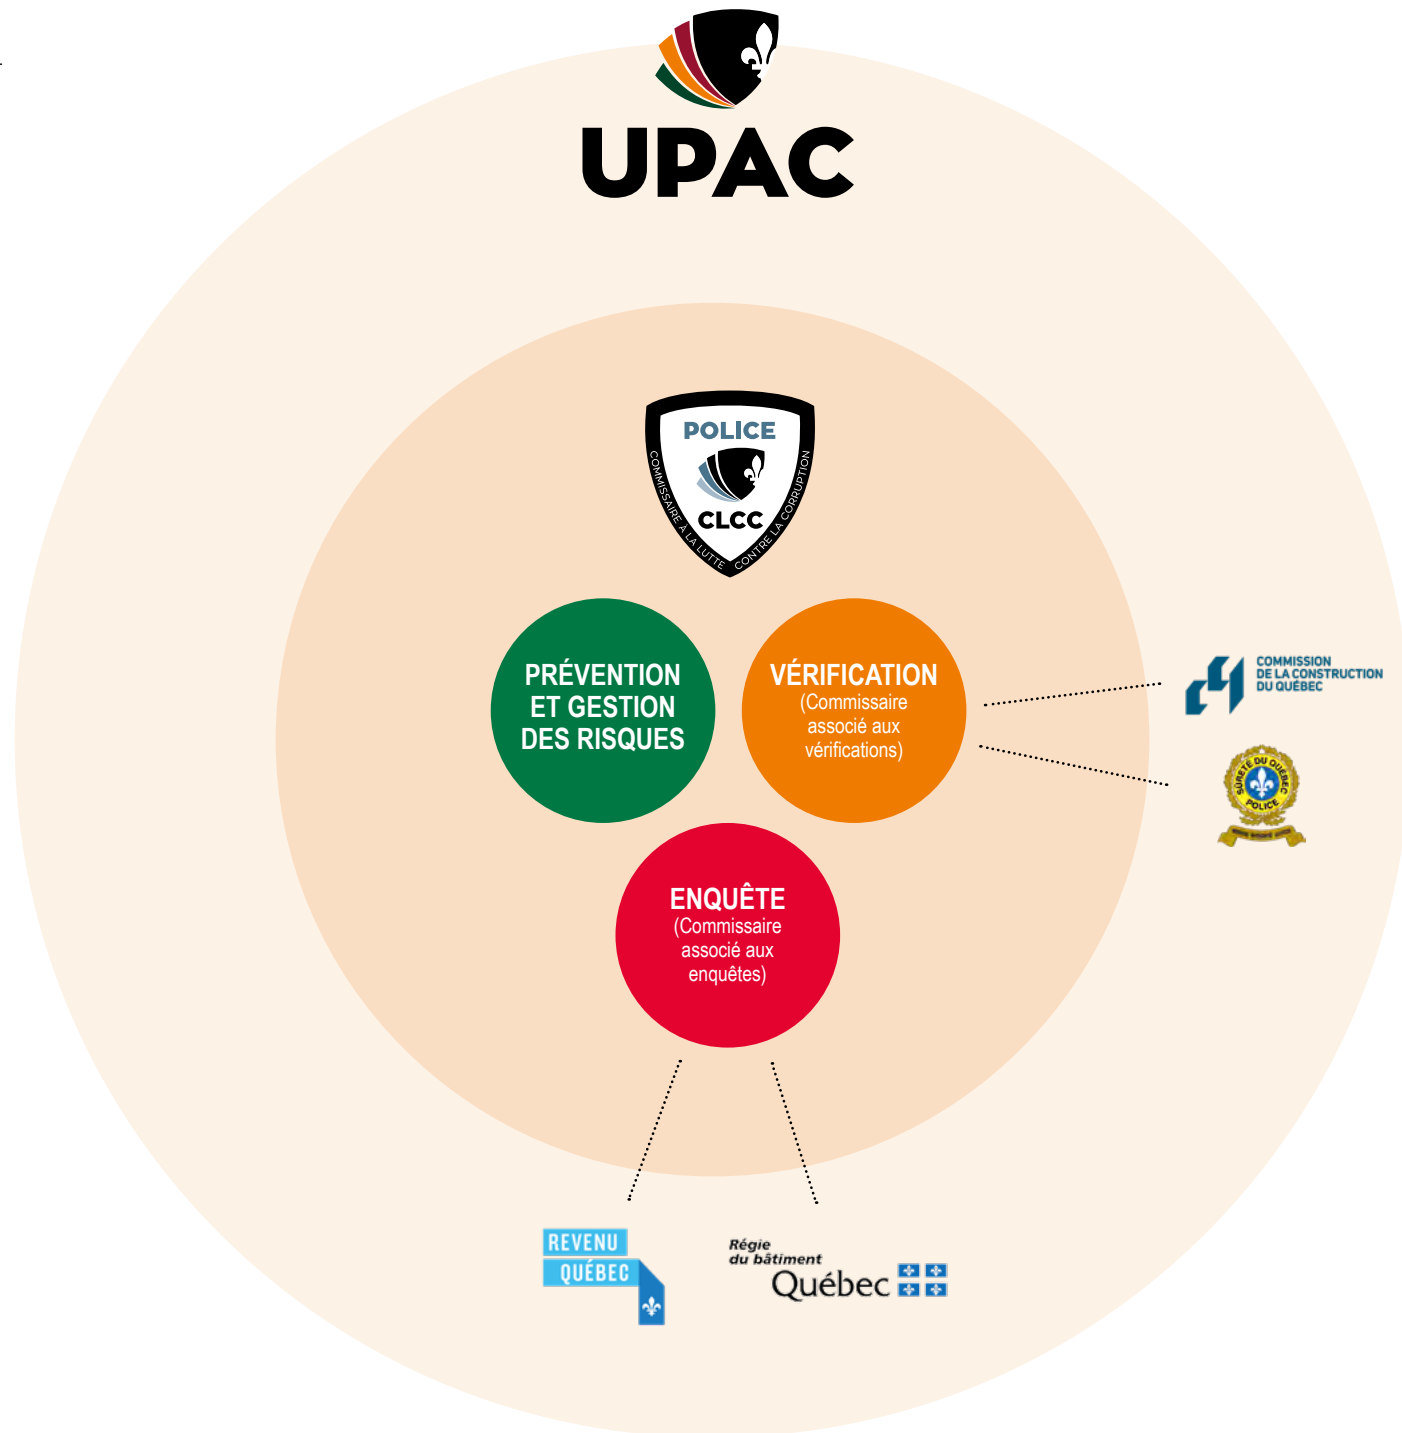 UPAC
POLICE
CLCC
COMMISSAIRE À LA LUTTE CONTRE LA CORRUPTION
PRÉVENTION
ET GESTION
DES RISQUES
VÉRIFICATION
(Commissaire
associé aux
vérifications)
COMMISSION
DE LA CONSTRUCTION
DU QUÉBEC
SÛRETÉ DU QUÉBEC
POLICE
ENQUÊTE
(Commissaire
associé aux
enquêtes)
REVENU
QUÉBEC
Régie
du bâtiment
Québec